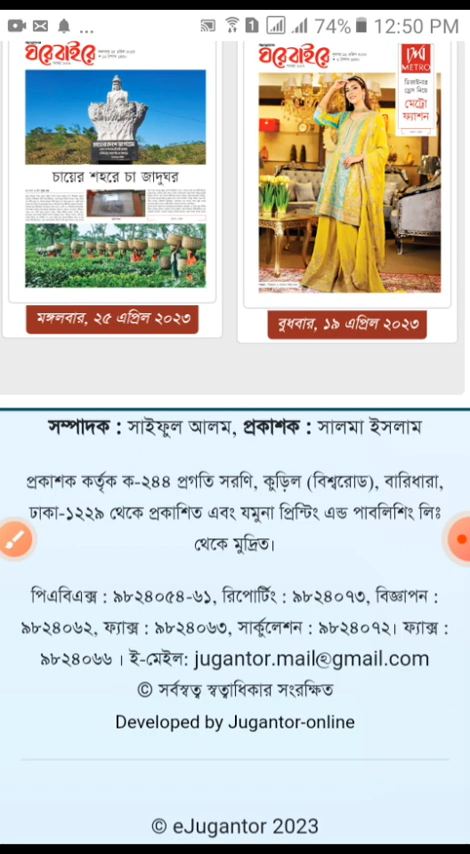 74% 12:50 PM
ঘরে বাইরে
ঘরে বাইরে
METRO
মেট্রো
ফ্যাশন
চায়ের শহরে চা জাদুঘর
মঙ্গলবার, ২৫ এপ্রিল ২০২৩
বুধবার, ১৯ এপ্রিল ২০২৩
সম্পাদক : সাইফুল আলম, প্রকাশক : সালমা ইসলাম
প্রকাশক কর্তৃক ক-২৪৪ প্রগতি সরণি, কুড়িল (বিশ্বরোড), বারিধারা,
ঢাকা-১২২৯ থেকে প্রকাশিত এবং যমুনা প্রিন্টিং এন্ড পাবলিশিং লিঃ
থেকে মুদ্রিত।
পিএবিএক্স : ৯৮২৪০৫৪-৬১, রিপোর্টিং : ৯৮২৪০৭৩, বিজ্ঞাপন :
৯৮২৪০৬২, ফ্যাক্স : ৯৮২৪০৬৩, সার্কুলেশন : ৯৮২৪০৭২। ফ্যাক্স :
৯৮২৪০৬৬ । ই-মেইল: jugantor.mail@gmail.com
© সর্বস্বত্ব স্বত্বাধিকার সংরক্ষিত
Developed by Jugantor-online
© eJugantor 2023